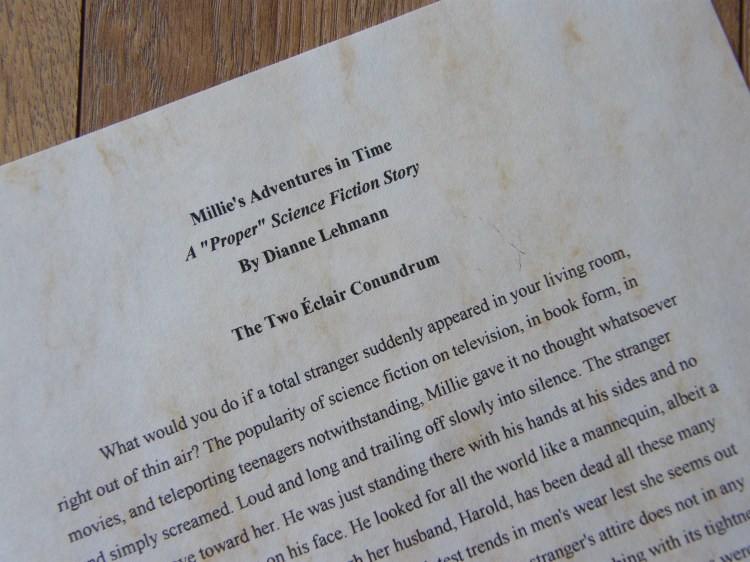 Millie's Adventures in Time
A "Proper" Science Fiction Story
By Dianne Lehmann
The Two Éclair Conundrum
What would you do if a total stranger suddenly appeared in your living room,
right out of thin air? The popularity of science fiction on television, in book form, in
movies, and teleporting teenagers notwithstanding, Millie gave it no thought whatsoever
and simply screamed. Loud and long and trailing off slowly into silence. The stranger
toward her. He was just standing there with his hands at his sides and no
on his face. He looked for all the world like a mannequin, albeit a
her husband, Harold, has been dead all these many
trends in men's wear lest she seems out
stranger's attire does not in any
with its